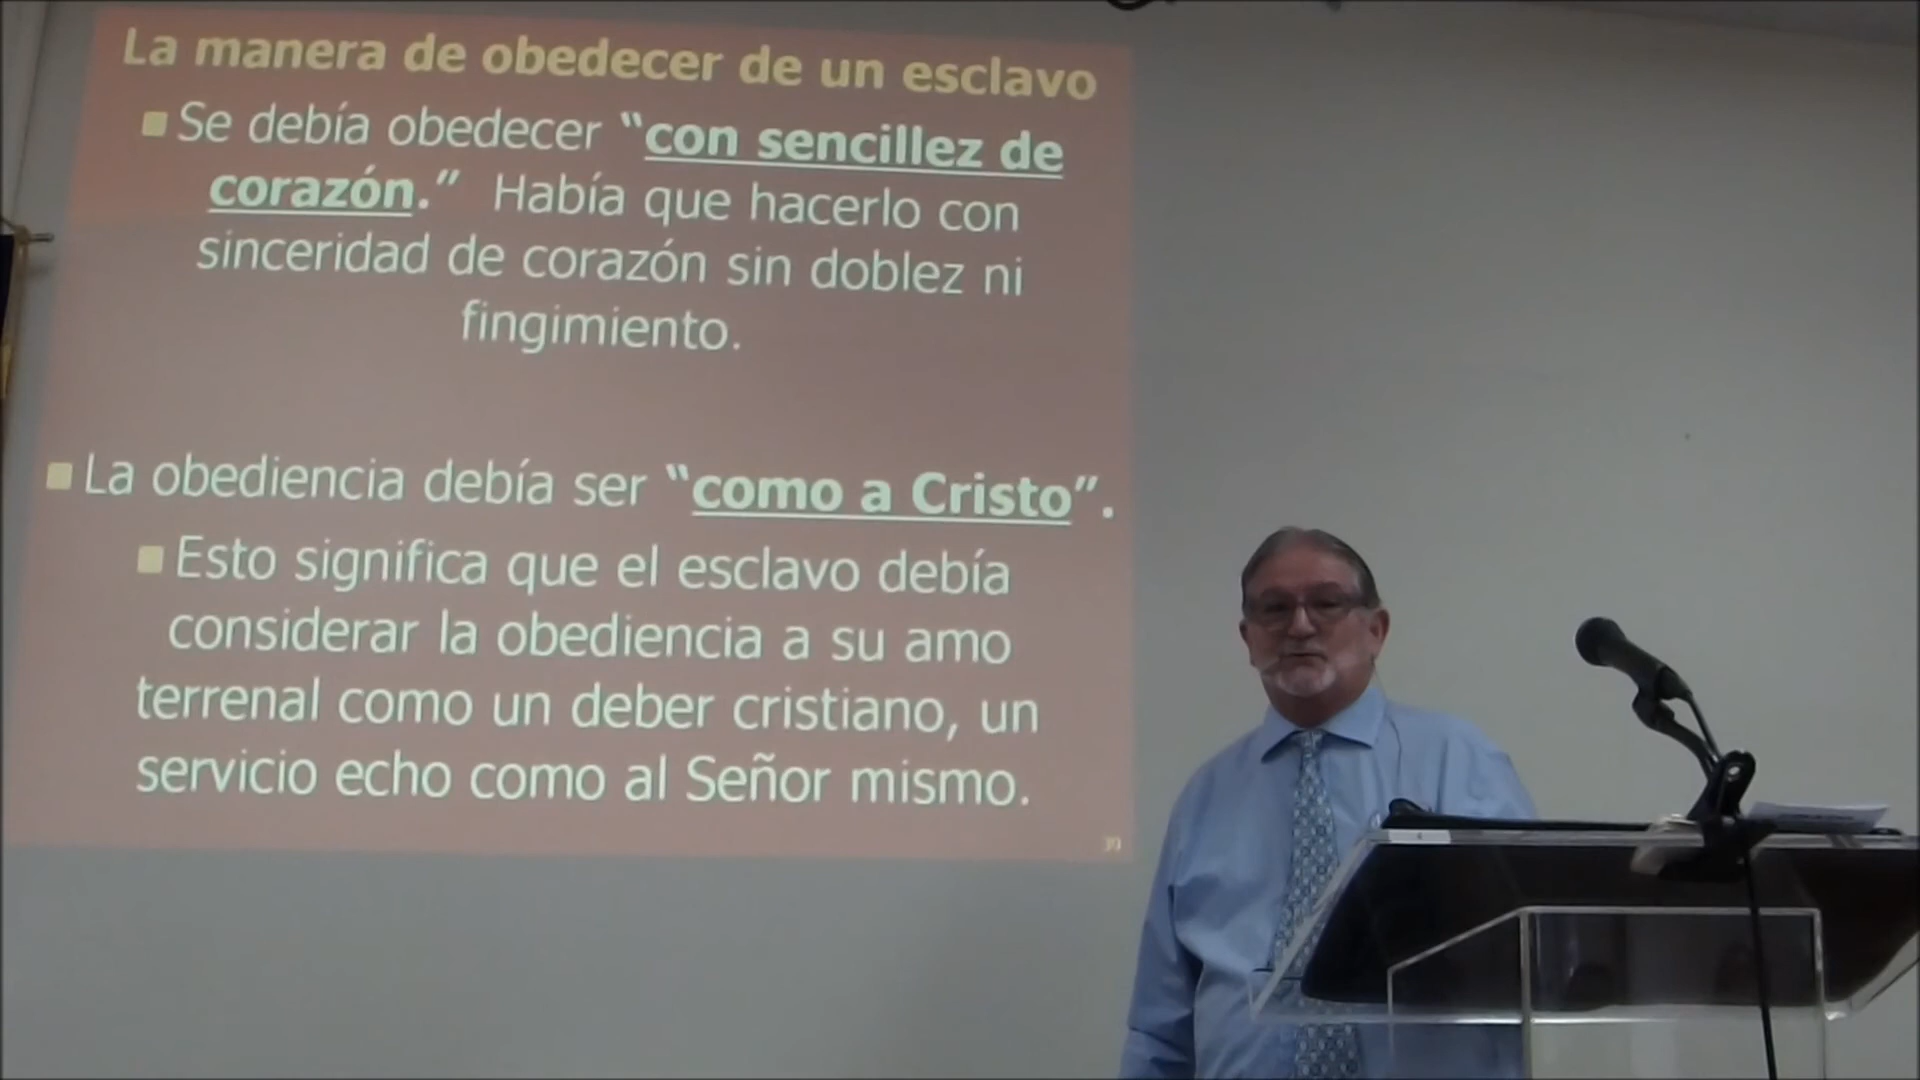 La manera de obedecer de un esclavo
Se debía obedecer “con sencillez de
corazón.” Había que hacerlo con
sinceridad de corazón sin doblez ni
fingimiento.
La obediencia debía ser “como a Cristo”.
Esto significa que el esclavo debía
considerar la obediencia a su amo
terrenal como un deber cristiano, un
servicio echo como al Señor mismo.